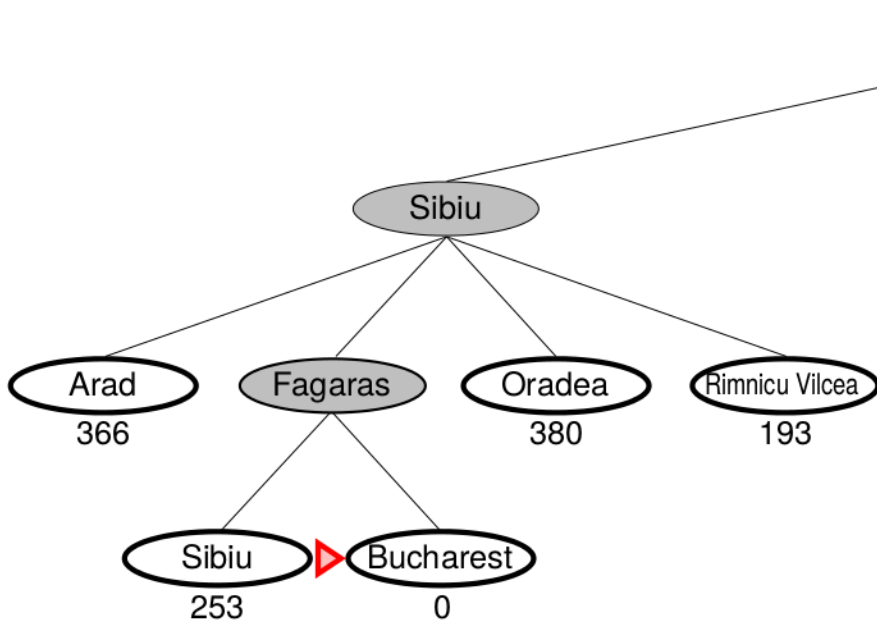 Sibiu
Arad
Fagaras
Oradea
Rimnicu Vilcea
366
380
193
Sibiu
Bucharest
253
0